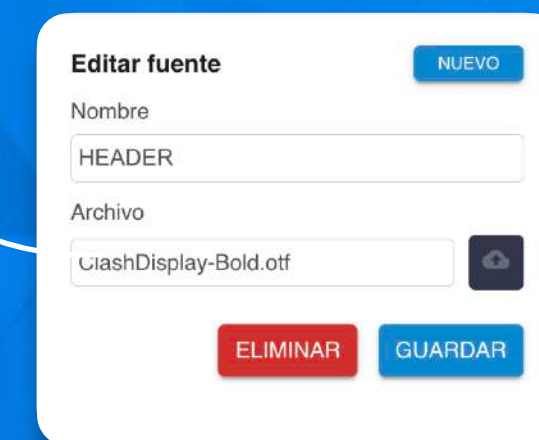 Editar fuente
NUEVO
Nombre
HEADER
Archivo
ClashDisplay-Bold.otf
ELIMINAR
GUARDAR